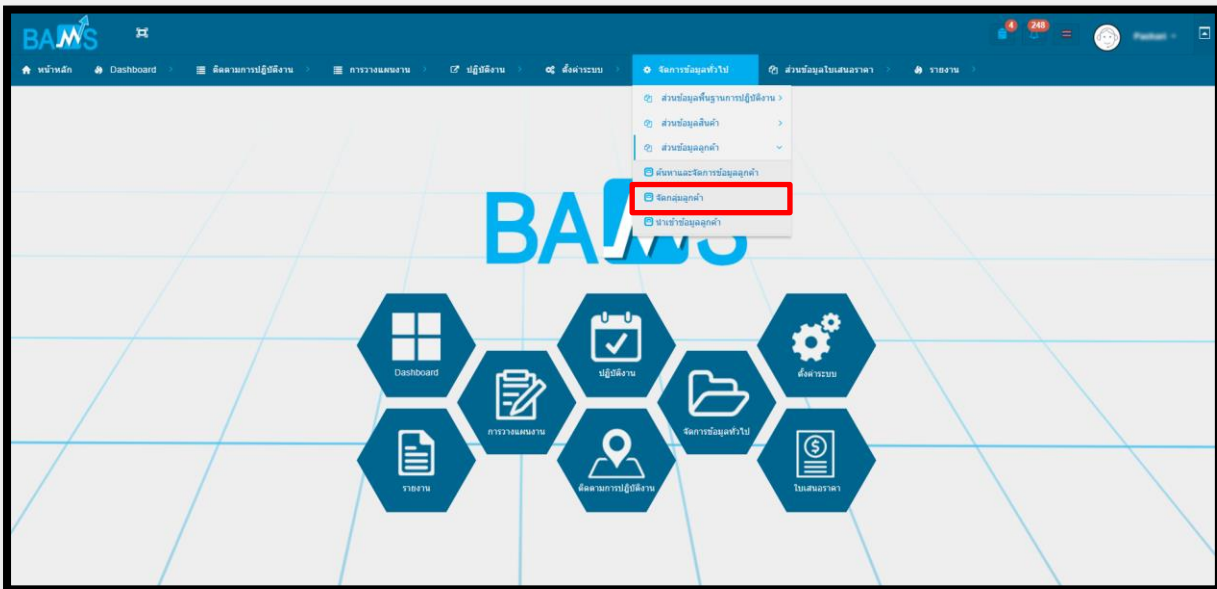 BAMS
4
248
หน้าหลัก
Dashboard
ติดตามการปฏิบัติงาน
การวางแผนงาน
ปฏิบัติงาน
ตั้งค่าระบบ
จัดการข้อมูลทั่วไป
ส่วนข้อมูลใบเสนอราคา
รายงาน
ส่วนข้อมูลพื้นฐานการปฏิบัติงาน
ส่วนข้อมูลสินค้า
ส่วนข้อมูลลูกค้า
ค้นหาและจัดการข้อมูลลูกค้า
จัดกลุ่มลูกค้า
นำเข้าข้อมูลลูกค้า
BAMS
Dashboard
ปฏิบัติงาน
ตั้งค่าระบบ
การวางแผนงาน
จัดการข้อมูลทั่วไป
รายงาน
ติดตามการปฏิบัติงาน
ใบเสนอราคา